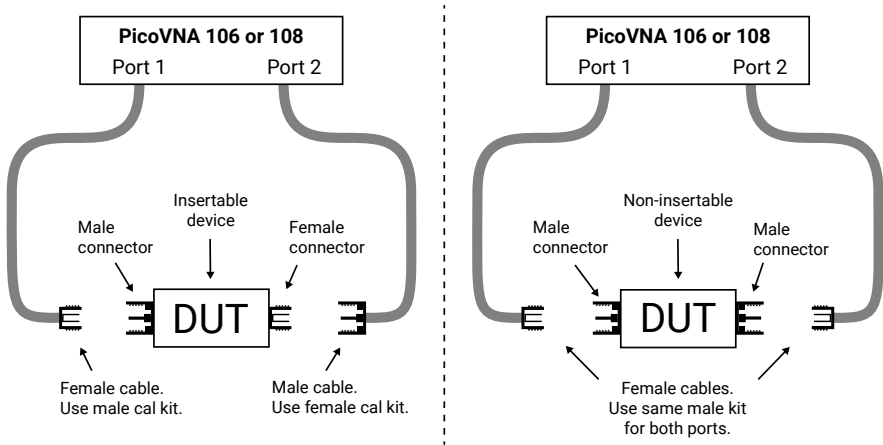 PicoVNA 106 or 108
Port 1 Port 2
Insertable
device
Male
connector
Female
connector
DUT
Female cable.
Use male cal kit.
Male cable.
Use female cal kit.
PicoVNA 106 or 108
Port 1 Port 2
Non-insertable
device
Male
connector
Male
connector
DUT
Female cables.
Use same male kit
for both ports.